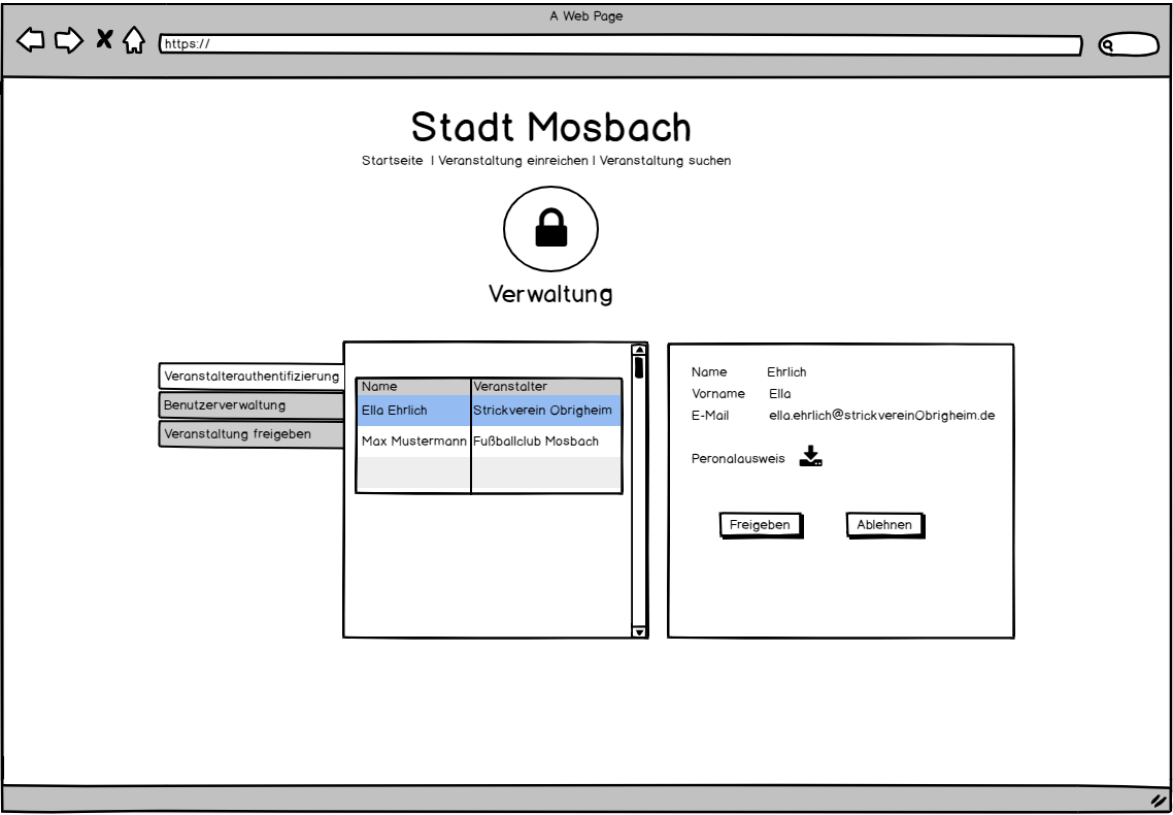 A Web Page
https://
Stadt Mosbach
Startseite | Veranstaltung einreichen | Veranstaltung suchen
Verwaltung
Veranstalterauthentifizierung
Benutzerverwaltung
Veranstaltung freigeben
Name Veranstalter
Ella Ehrlich Strickverein Obrigheim
Max Mustermann Fußballclub Mosbach
Name Ehrlich
Vorname Ella
E-Mail ella.ehrlich@strickvereinObrigheim.de
Peronalausweis
Freigeben Ablehnen